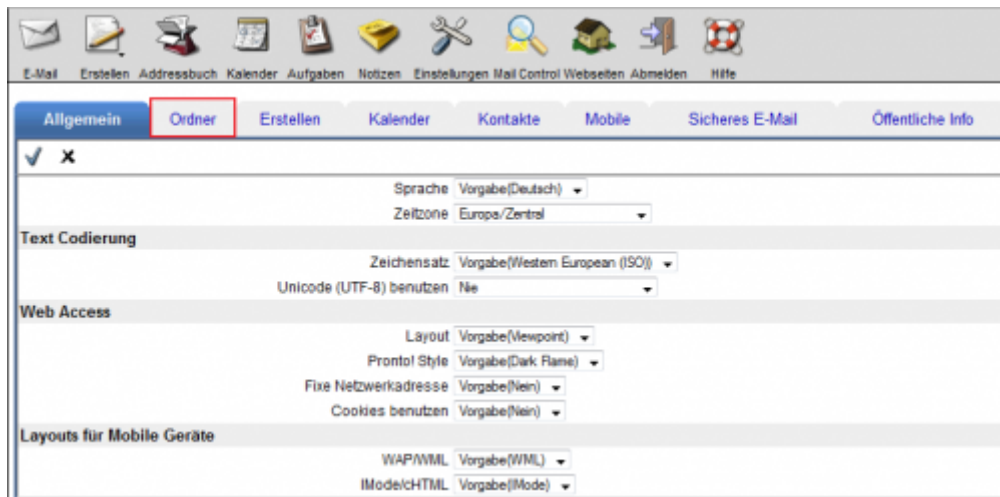 E-Mail Erstellen Addressbuch Kalender Aufgaben Notizen Einstellungen Mail Control Webseiten Abmelden Hilfe
Allgemein Ordner Erstellen Kalender Kontakte Mobile Sicheres E-Mail Öffentliche Info
Sprache Vorgabe(Deutsch)
Zeitzone Europa/Zentral
Text Codierung
Zeichensatz Vorgabe(Western European (ISO))
Unicode (UTF-8) benutzen Nie
Web Access
Layout Vorgabe(Viewpoint)
Pronto! Style Vorgabe(Dark Flame)
Fixe Netzwerkadresse Vorgabe(Nein)
Cookies benutzen Vorgabe(Nein)
Layouts für Mobile Geräte
WAP/WML Vorgabe(WML)
IMode/cHTML Vorgabe(IMode)